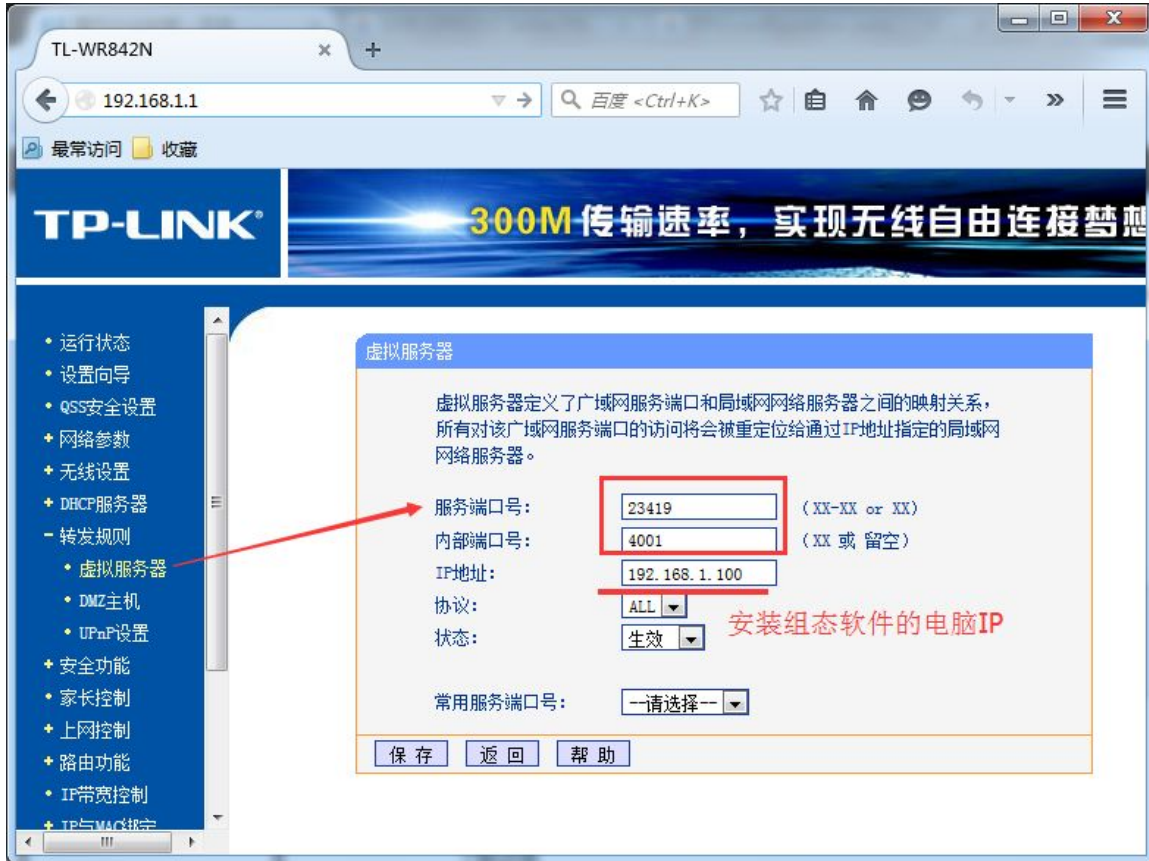 TL-WR842N
192.168.1.1
百度 <Ctrl+K>
最常访问 收藏
TP-LINK®
300M 传输速率，实现无线自由连接梦想
运行状态
设置向导
QSS安全设置
网络参数
无线设置
DHCP服务器
转发规则
虚拟服务器
DMZ主机
UPnP设置
安全功能
家长控制
上网控制
路由功能
IP带宽控制
IP与MAC绑定
虚拟服务器
虚拟服务器定义了广域网服务端口和局域网网络服务器之间的映射关系，
所有对该广域网服务端口的访问将会被重定位给通过IP地址指定的局域网
网络服务器。
服务端口号： 23419 （XX-XX or XX）
内部端口号： 4001 （XX 或 留空）
IP地址： 192.168.1.100
协议： ALL
安装组态软件的电脑IP
状态： 生效
常用服务端口号： --请选择--
保 存 返 回 帮 助